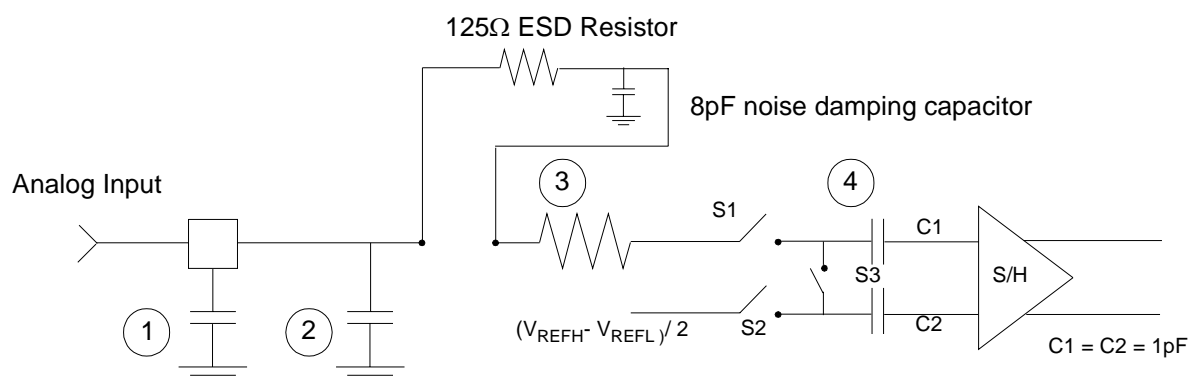 125Ω ESD Resistor
8pF noise damping capacitor
Analog Input
3
4
S1
C1
S3
S/H
1
2
(VREFH - VREFL ) / 2
S2
C2
C1 = C2 = 1pF